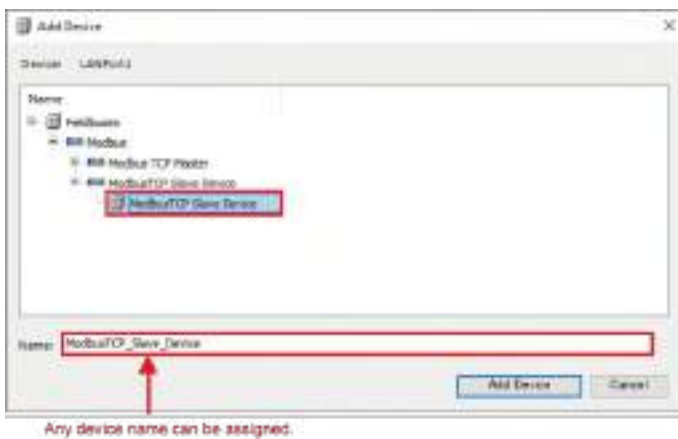 Add Device
Device: LANPort1
Name
Fieldbuses
Modbus
Modbus TCP Master
ModbusTCP Slave Device
ModbusTCP Slave Device
Name: ModbusTCP_Slave_Device
Add Device Cancel
Any device name can be assigned.